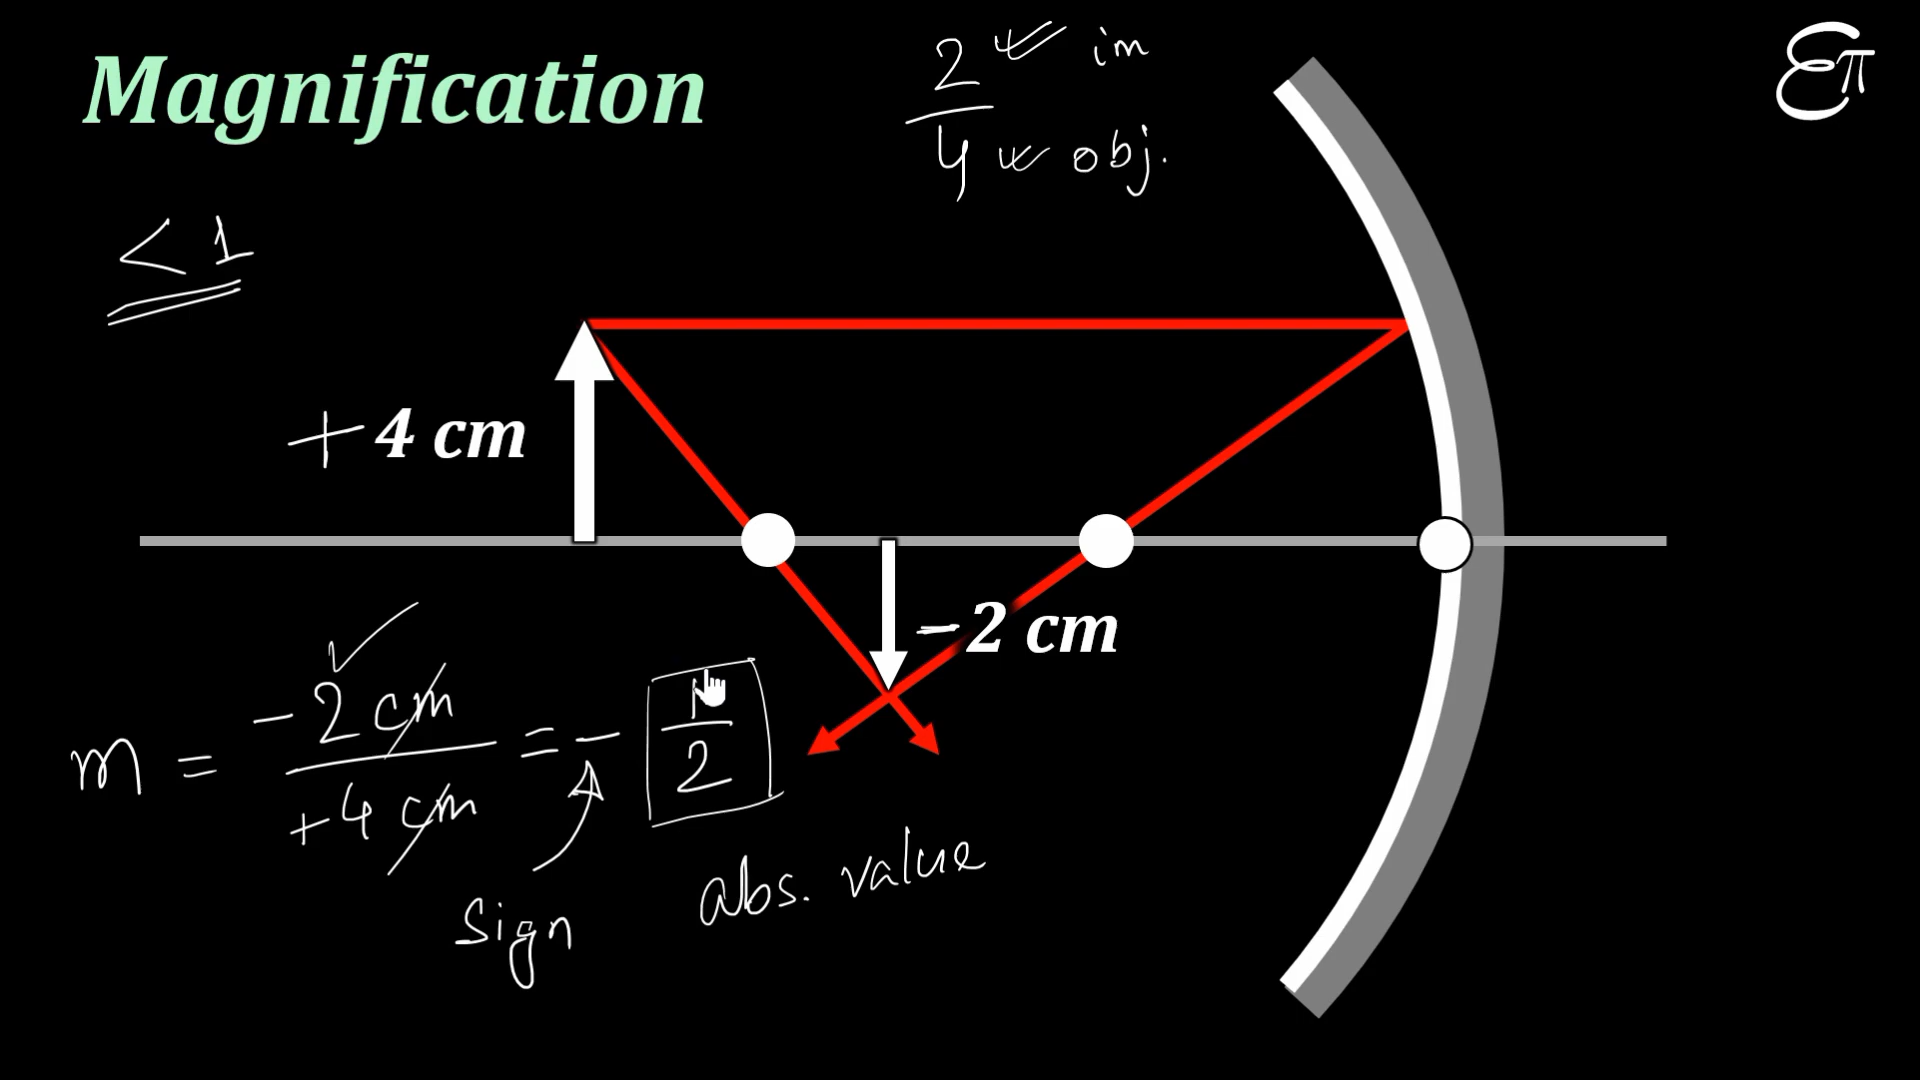 Magnification
2 im
4 obj.
Eπ
< 1
+ 4 cm
- 2 cm
m = -2 cm / +4 cm = - 1/2
Sign
abs. value